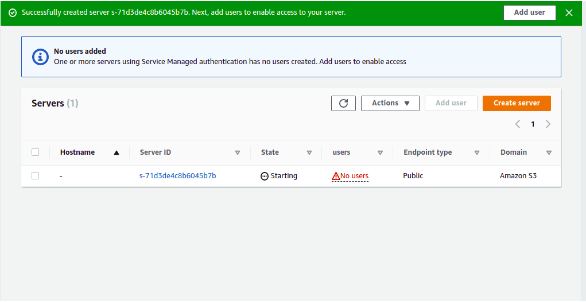 Successfully created server s-71d3de4c8b6045b7b. Next, add users to enable access to your server. Add user
No users added
One or more servers using Service Managed authentication has no users created. Add users to enable access
Servers (1) Actions Add user Create server
1
Hostname Server ID State users Endpoint type Domain
- s-71d3de4c8b6045b7b Starting No users Public Amazon S3